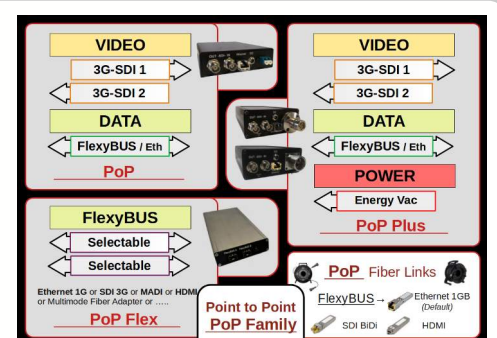 VIDEO
3G-SDI 1
3G-SDI 2
DATA
FlexyBUS / Eth
PoP
VIDEO
3G-SDI 1
3G-SDI 2
DATA
FlexyBUS / Eth
POWER
Energy Vac
PoP Plus
FlexyBUS
Selectable
Selectable
Ethernet 1G or SDI 3G or MADI or HDMI
or Multimode Fiber Adapter or .....
PoP Flex
Point to Point
PoP Family
PoP Fiber Links
FlexyBUS→ Ethernet 1GB
(Default)
SDI BiDi HDMI